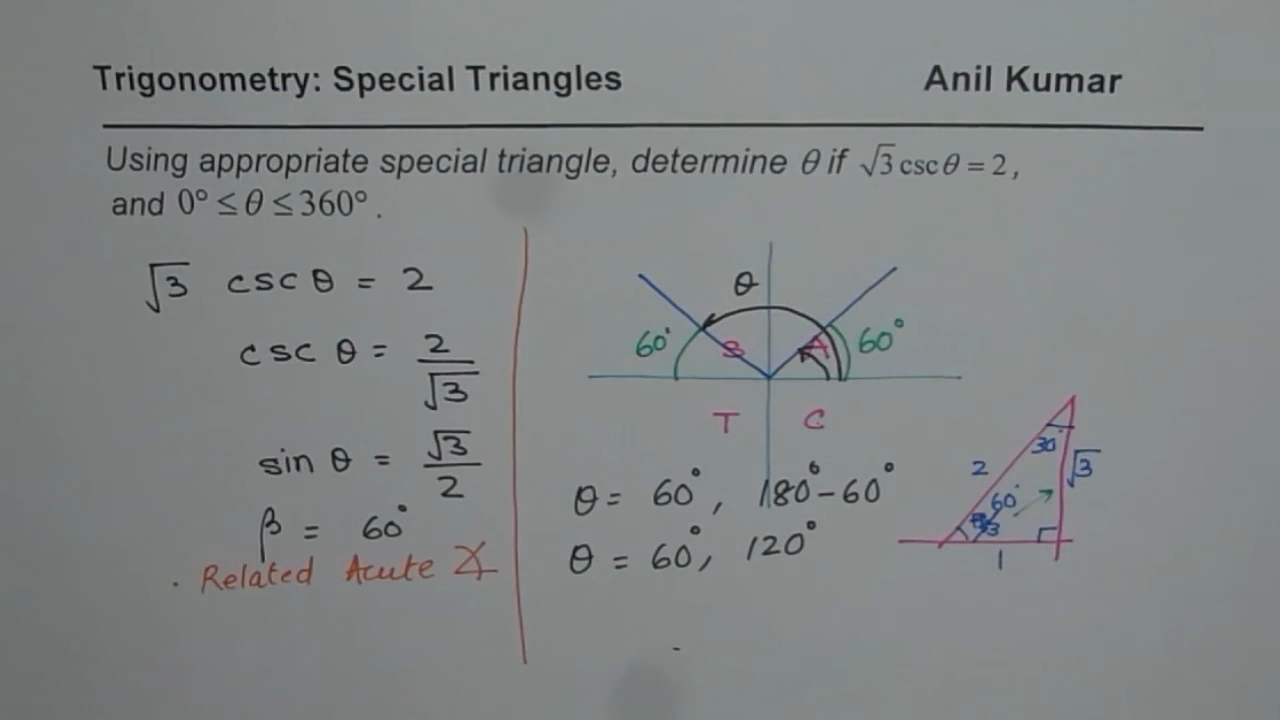 Trigonometry: Special Triangles
Anil Kumar
Using appropriate special triangle, determine θ if √3 csc θ = 2,
and 0° ≤ θ ≤ 360°.
√3 csc θ = 2
csc θ = 2/√3
sin θ = √3/2
β = 60°
Related Acute ∡
θ
60°
S
A
60°
T
C
θ = 60°, 180° - 60°
θ = 60°, 120°
30°
2
√3
60°
1